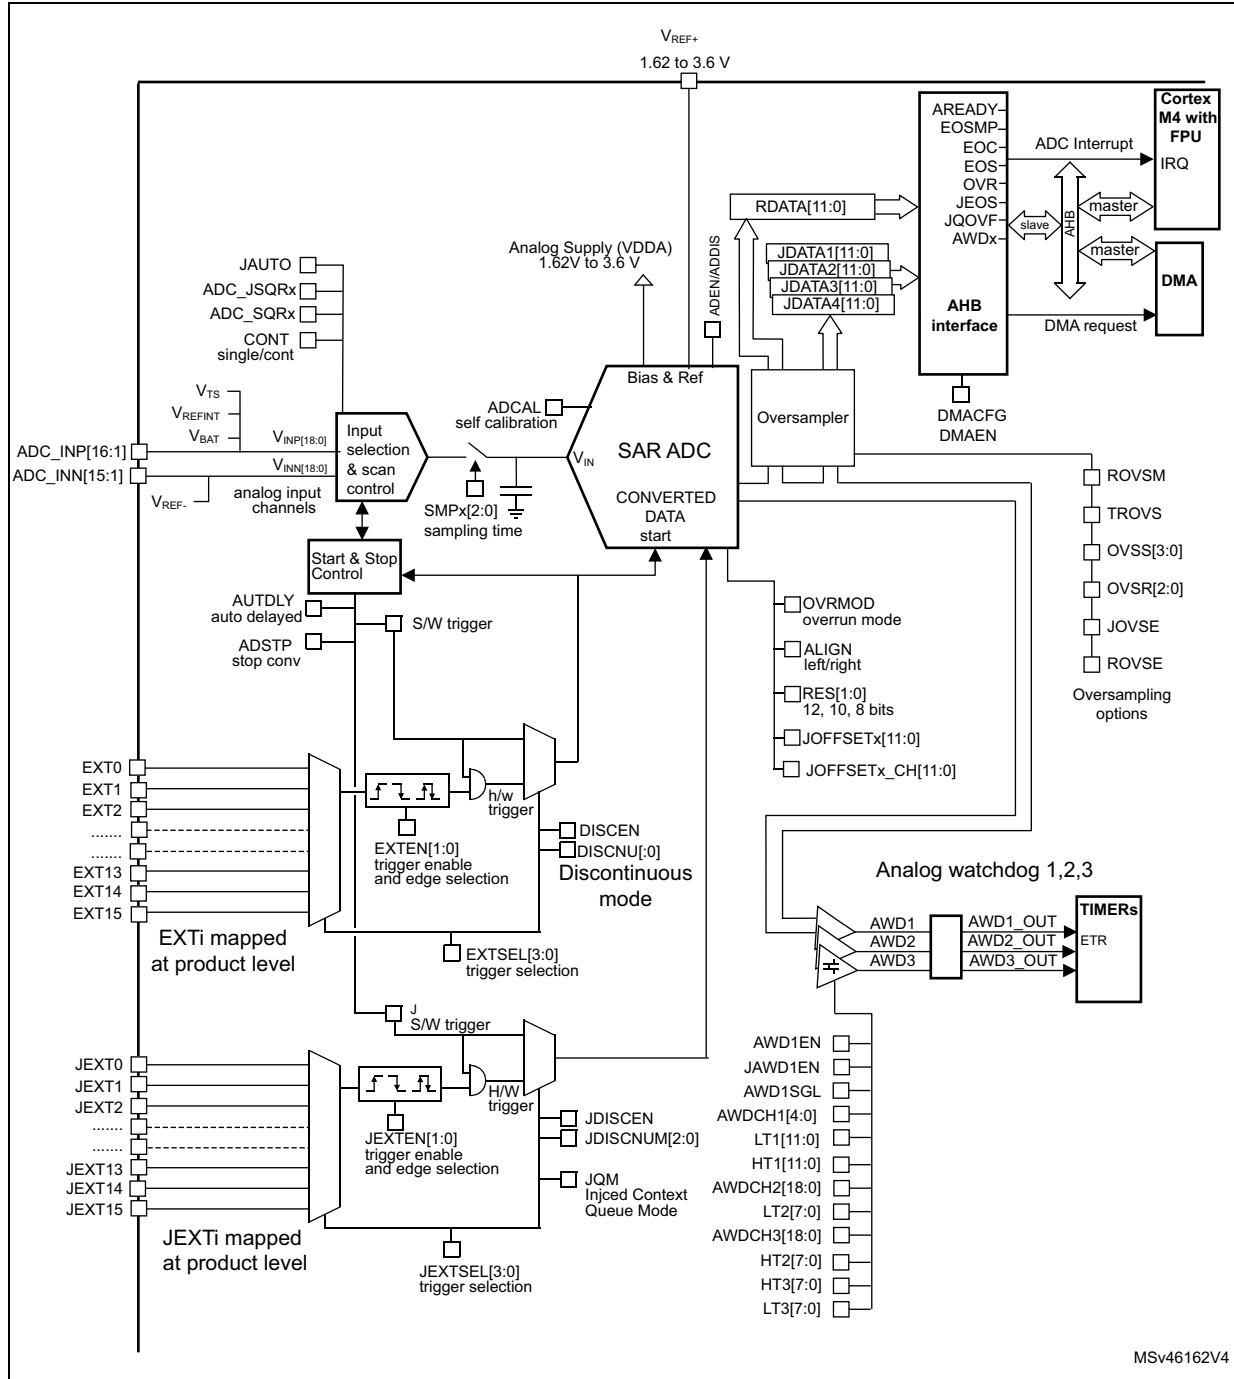 VREF+
1.62 to 3.6 V
AREADY
EOSMP
EOC
EOS
OVR
JEOS
JQOVF
AWDx
AHB
interface
DMACFG
DMAEN
ADC Interrupt
Cortex
M4 with
FPU
IRQ
slave
AHB
master
master
DMA
DMA request
RDATA[11:0]
JDATA1[11:0]
JDATA2[11:0]
JDATA3[11:0]
JDATA4[11:0]
Analog Supply (VDDA)
1.62V to 3.6 V
ADEN/ADDIS
JAUTO
ADC_JSQRx
ADC_SQRx
CONT
single/cont
VTS
VREFINT
VBAT
ADC_INP[16:1]
ADC_INN[15:1]
VREF-
VINP[18:0]
VINN[18:0]
analog input
channels
Input
selection
& scan
control
ADCAL
self calibration
SMPx[2:0]
sampling time
Bias & Ref
VIN
SAR ADC
CONVERTED
DATA
start
Oversampler
ROVSM
TROVS
OVSS[3:0]
OVSR[2:0]
JOVSE
ROVSE
Oversampling
options
Start & Stop
Control
AUTDLY
auto delayed
ADSTP
stop conv
S/W trigger
OVRMOD
overrun mode
ALIGN
left/right
RES[1:0]
12, 10, 8 bits
JOFFSETx[11:0]
JOFFSETx_CH[11:0]
EXT0
EXT1
EXT2
.......
.......
EXT13
EXT14
EXT15
EXTi mapped
at product level
h/w
trigger
EXTEN[1:0]
trigger enable
and edge selection
DISCEN
DISCNU[:0]
Discontinuous
mode
EXTSEL[3:0]
trigger selection
Analog watchdog 1,2,3
AWD1
AWD2
AWD3
AWD1_OUT
AWD2_OUT
AWD3_OUT
TIMERs
ETR
J
S/W trigger
JEXT0
JEXT1
JEXT2
.......
.......
JEXT13
JEXT14
JEXT15
JEXTi mapped
at product level
H/W
trigger
JEXTEN[1:0]
trigger enable
and edge selection
JDISCEN
JDISCNUM[2:0]
JQM
Injced Context
Queue Mode
JEXTSEL[3:0]
trigger selection
AWD1EN
JAWD1EN
AWD1SGL
AWDCH1[4:0]
LT1[11:0]
HT1[11:0]
AWDCH2[18:0]
LT2[7:0]
AWDCH3[18:0]
HT2[7:0]
HT3[7:0]
LT3[7:0]
MSv46162V4